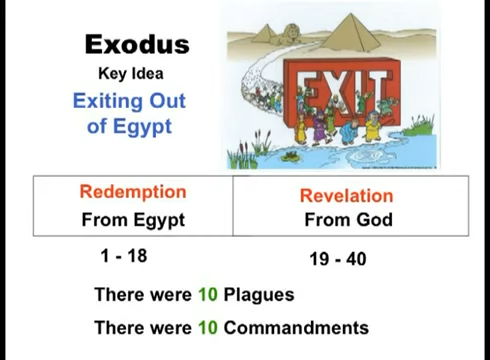 Exodus
Key Idea
Exiting Out
of Egypt
EXIT
Redemption
From Egypt
Revelation
From God
1 - 18
19 - 40
There were 10 Plagues
There were 10 Commandments